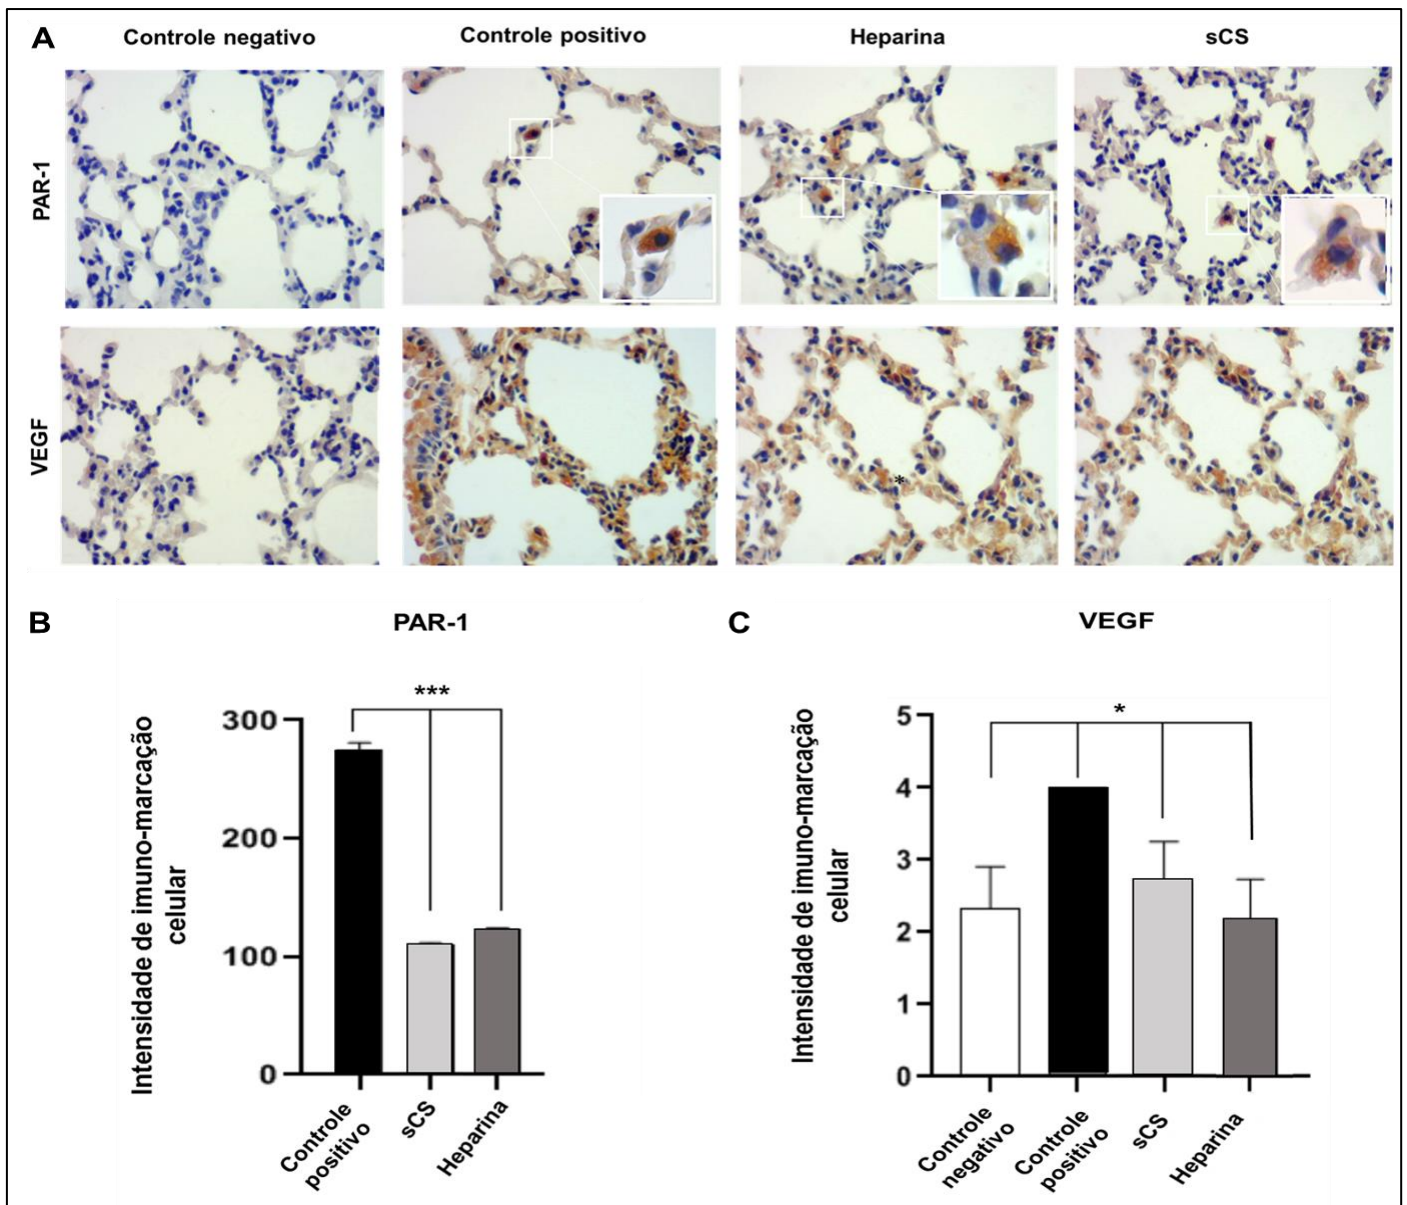 A
Controle negativo
Controle positivo
Heparina
sCS
PAR-1
VEGF
*
B
PAR-1
***
Intensidade de imuno-marcação
celular
300
200
100
0
Controle
positivo
sCS
Heparina
C
VEGF
*
Intensidade de imuno-marcação
celular
5
4
3
2
1
0
Controle
negativo
Controle
positivo
sCS
Heparina